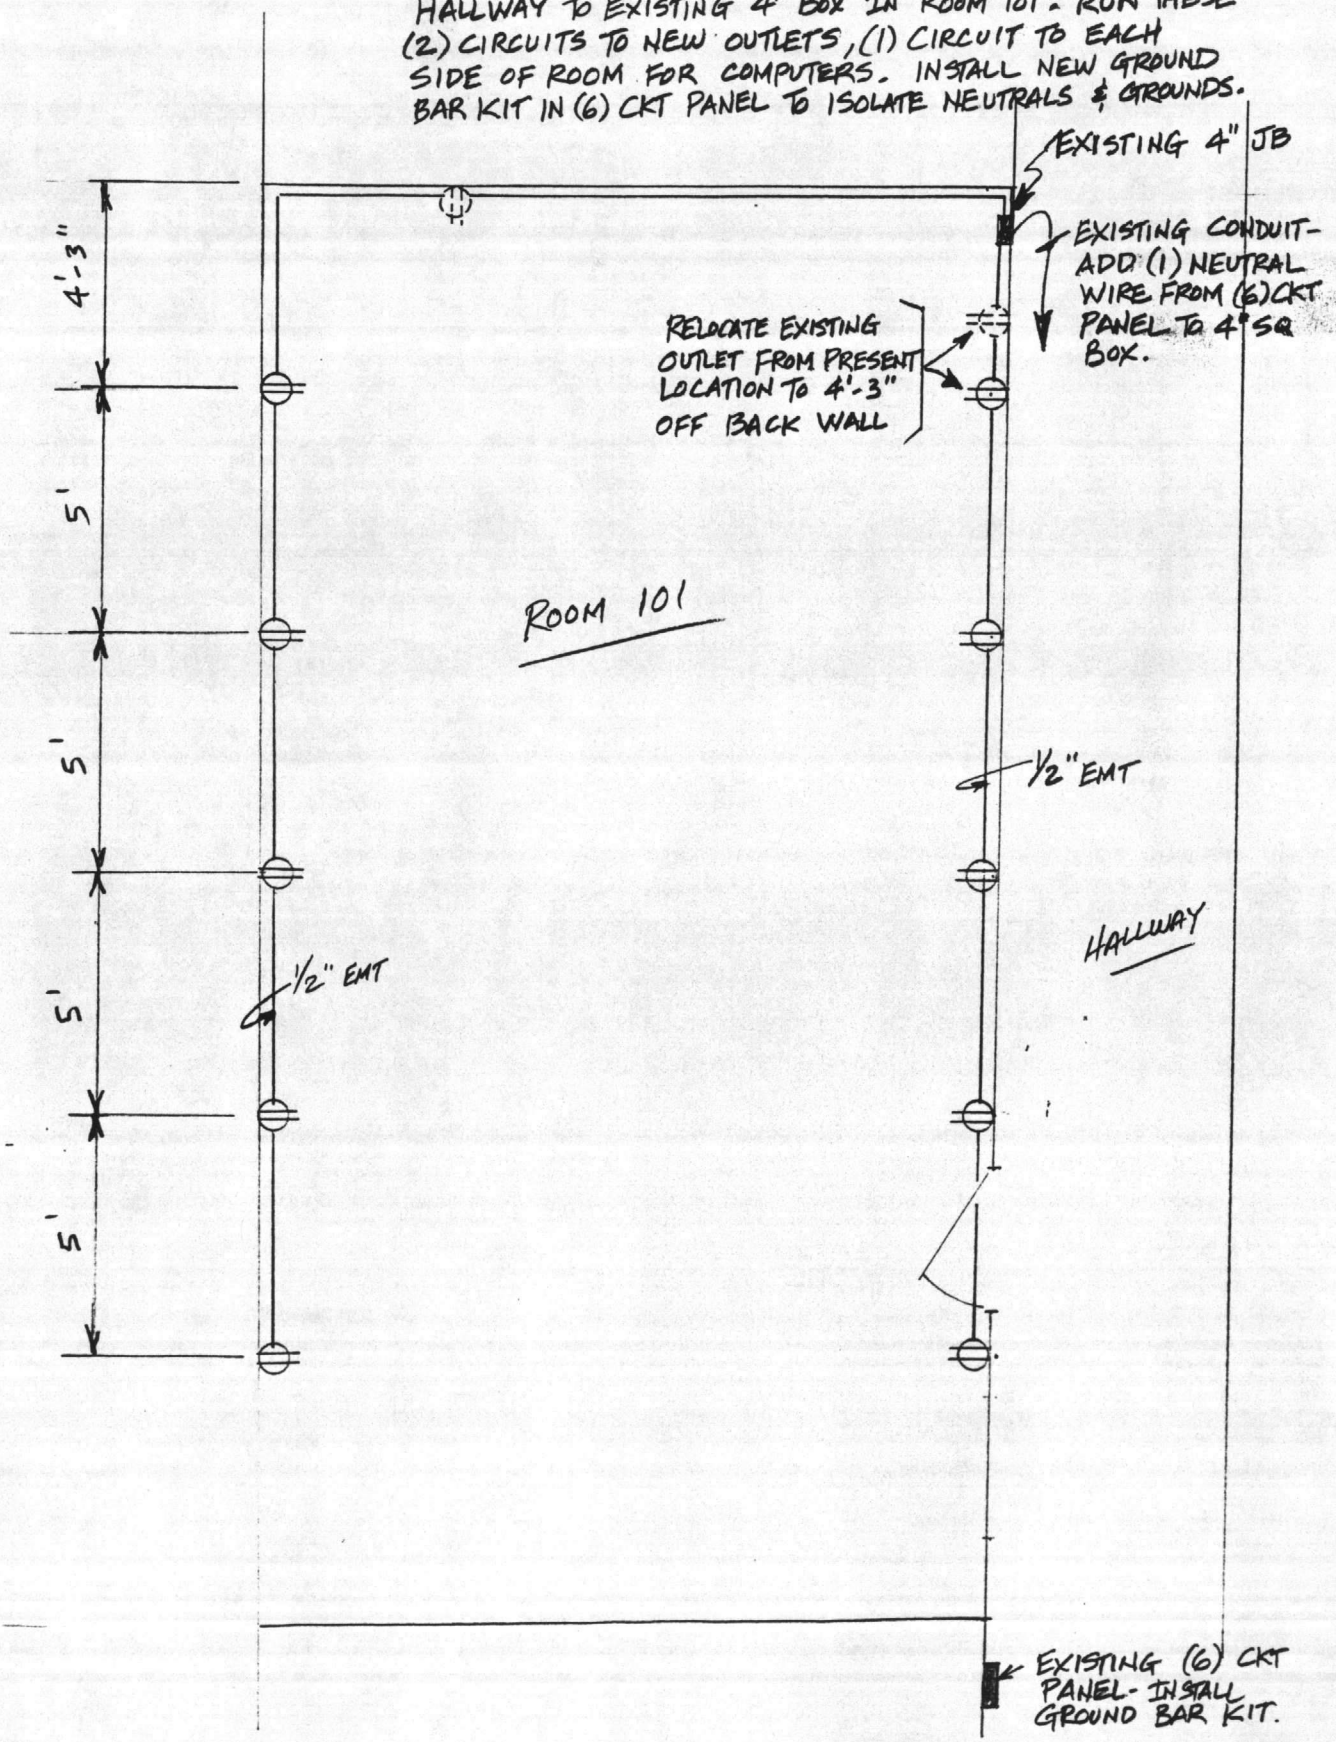 HALLWAY TO EXISTING 4" BOX IN ROOM 101. RUN THESE
(2) CIRCUITS TO NEW OUTLETS, (1) CIRCUIT TO EACH
SIDE OF ROOM FOR COMPUTERS. INSTALL NEW GROUND
BAR KIT IN (6) CKT PANEL TO ISOLATE NEUTRALS & GROUNDS.
EXISTING 4" JB
EXISTING CONDUIT-
ADD (1) NEUTRAL
WIRE FROM (6) CKT
PANEL TO 4" SQ
BOX.
4'-3"
RELOCATE EXISTING
OUTLET FROM PRESENT
LOCATION TO 4'-3"
OFF BACK WALL
5'
ROOM 101
5'
1/2" EMT
HALLWAY
1/2" EMT
5'
5'
EXISTING (6) CKT
PANEL- INSTALL
GROUND BAR KIT.